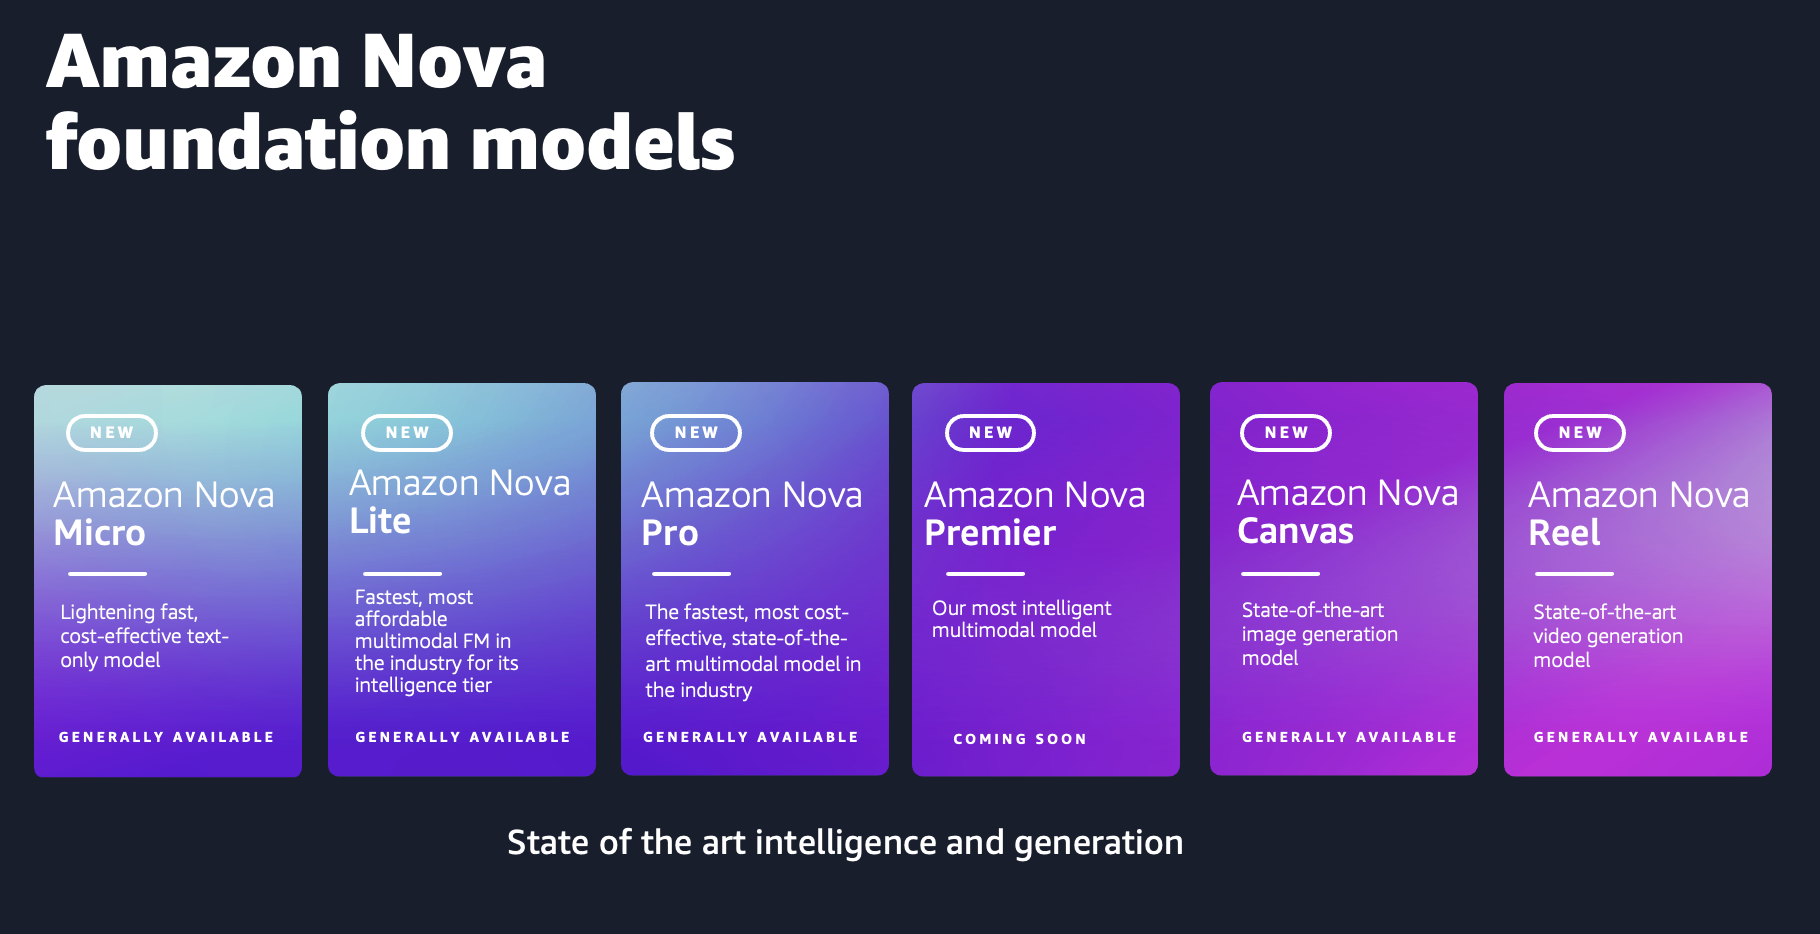 Amazon Nova
foundation models
NEW
Amazon Nova
Micro
Lightening fast,
cost-effective text-
only model
GENERALLY AVAILABLE
NEW
Amazon Nova
Lite
Fastest, most
affordable
multimodal FM in
the industry for its
intelligence tier
GENERALLY AVAILABLE
NEW
Amazon Nova
Pro
The fastest, most cost-
effective, state-of-the-
art multimodal model in
the industry
GENERALLY AVAILABLE
NEW
Amazon Nova
Premier
Our most intelligent
multimodal model
COMING SOON
NEW
Amazon Nova
Canvas
State-of-the-art
image generation
model
GENERALLY AVAILABLE
NEW
Amazon Nova
Reel
State-of-the-art
video generation
model
GENERALLY AVAILABLE
State of the art intelligence and generation